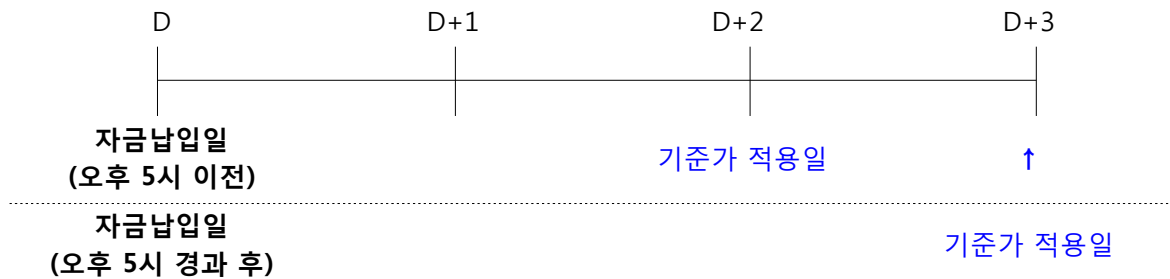 D D+1 D+2 D+3
자금납입일
(오후 5시 이전)
기준가 적용일 ↑
자금납입일
(오후 5시 경과 후)
기준가 적용일